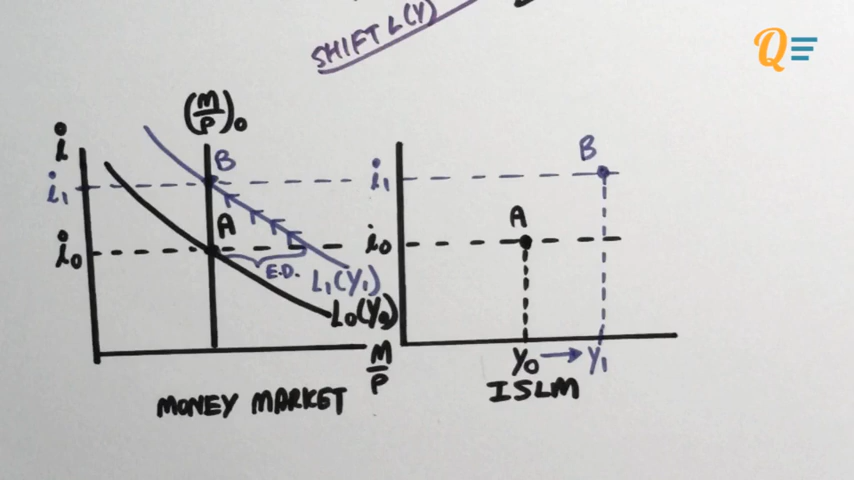 SHIFT L(Y)
Q
(M/P)₀
i
i₁
B
i₀
A
E.D.
L₁(Y₁)
L₀(Y₀)
M/P
MONEY MARKET
i₁
B
i₀
A
Y₀ → Y₁
ISLM